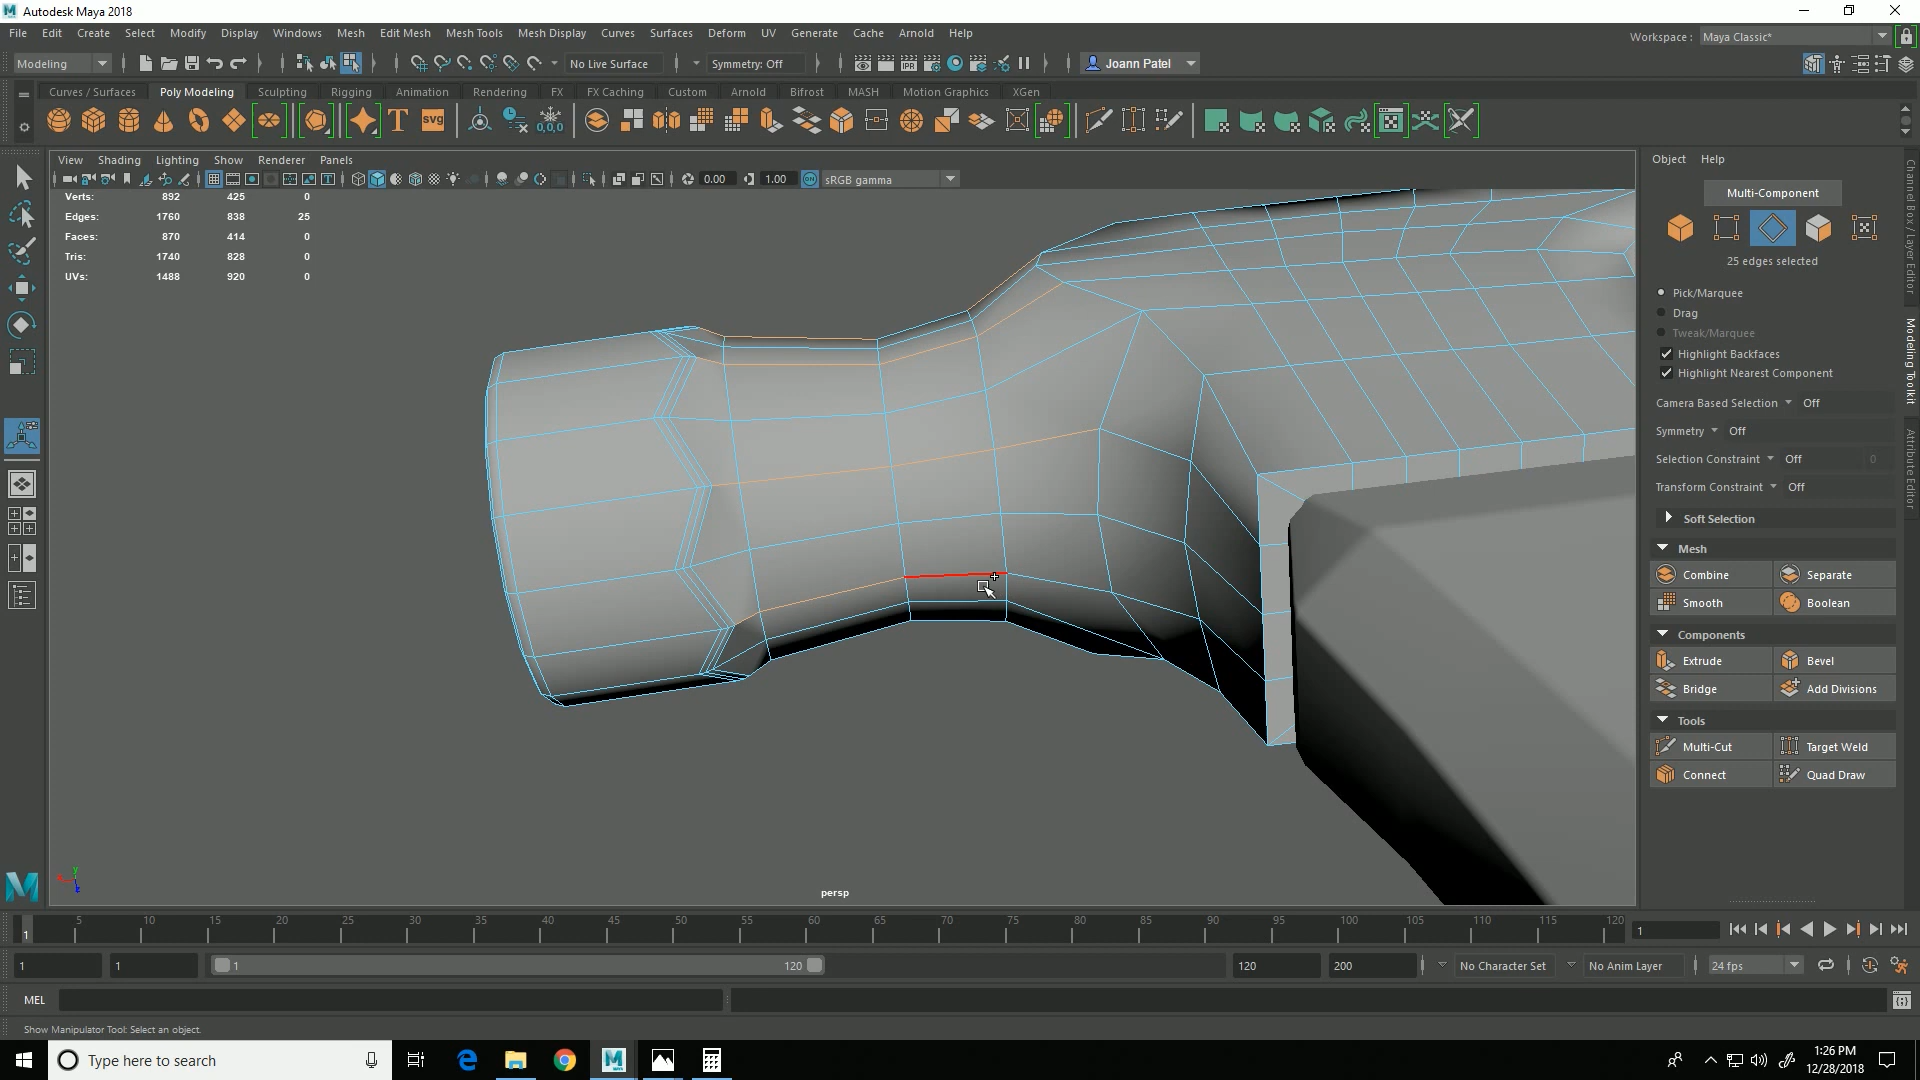 Autodesk Maya 2018
File Edit Create Select Modify Display Windows Mesh Edit Mesh Mesh Tools Mesh Display Curves Surfaces Deform UV Generate Cache Arnold Help
Workspace : Maya Classic*
Modeling No Live Surface Symmetry: Off Joann Patel
Curves / Surfaces Poly Modeling Sculpting Rigging Animation Rendering FX FX Caching Custom Arnold Bifrost MASH Motion Graphics XGen
T svg 0,0,0
View Shading Lighting Show Renderer Panels
Object Help
0.00 1.00 sRGB gamma
Multi-Component
Verts: 892 425 0
Edges: 1760 838 25
Faces: 870 414 0
Tris: 1740 828 0
UVs: 1488 920 0
25 edges selected
Pick/Marquee
Drag
Tweak/Marquee
Highlight Backfaces
Highlight Nearest Component
Camera Based Selection Off
Symmetry Off
Selection Constraint Off 0
Transform Constraint Off
Soft Selection
Mesh
Combine Separate
Smooth Boolean
Components
Extrude Bevel
Bridge Add Divisions
Tools
Multi-Cut Target Weld
Connect Quad Draw
Channel Box / Layer Editor
Modeling Toolkit
Attribute Editor
persp
5 10 15 20 25 30 35 40 45 50 55 60 65 70 75 80 85 90 95 100 105 110 115 120
1 1
1 1 1 120 120 200 No Character Set No Anim Layer 24 fps
MEL
Show Manipulator Tool: Select an object.
Type here to search
1:26 PM
12/28/2018